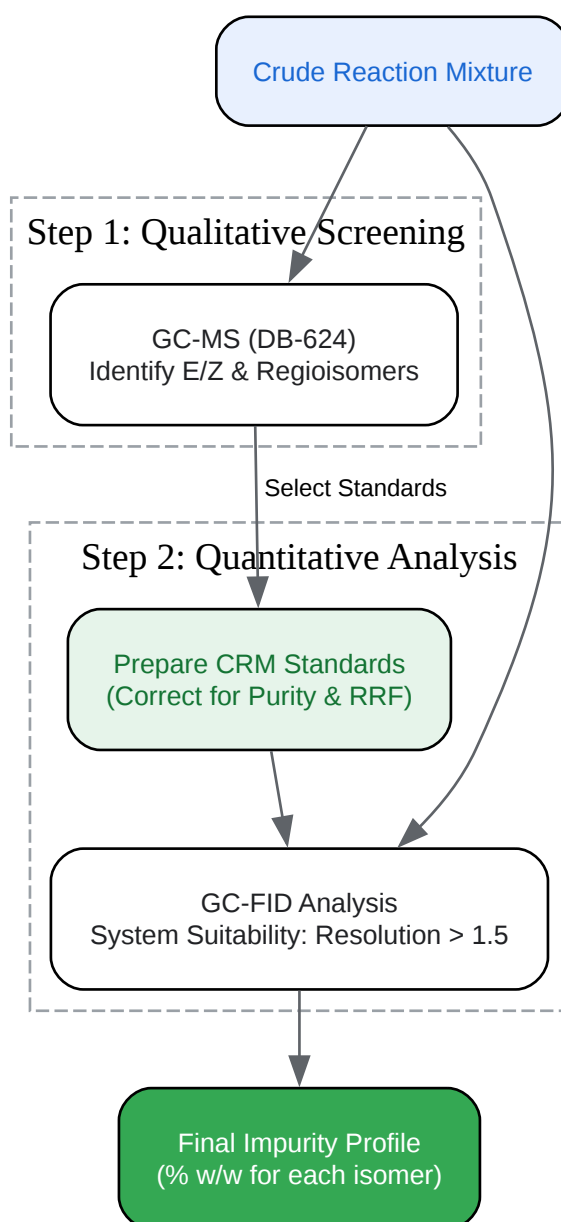 Crude Reaction Mixture
Step 1: Qualitative Screening
GC-MS (DB-624)
Identify E/Z & Regioisomers
Select Standards
Step 2: Quantitative Analysis
Prepare CRM Standards
(Correct for Purity & RRF)
GC-FID Analysis
System Suitability: Resolution > 1.5
Final Impurity Profile
(% w/w for each isomer)